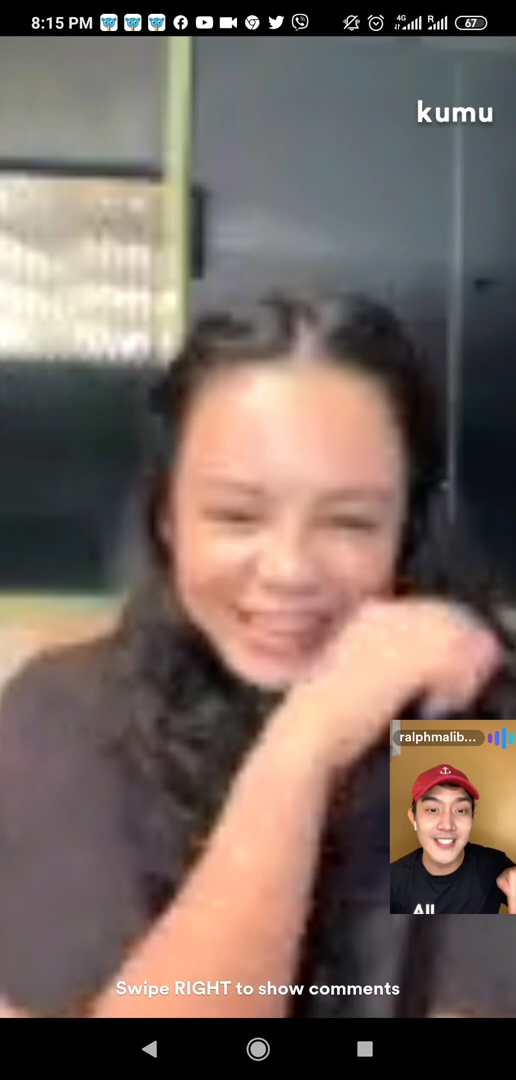 8:15 PM
4G
R
67
kumu
ralphmalib...
All
Swipe RIGHT to show comments